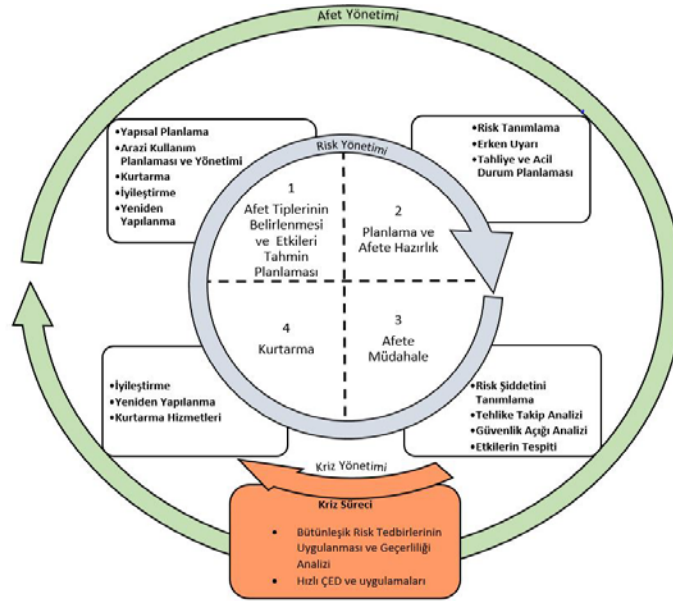 Afet Yönetimi
•Yapısal Planlama
•Arazi Kullanım
Planlaması ve Yönetimi
•Kurtarma
•İyileştirme
•Yeniden
Yapılanma
•Risk Tanımlama
•Erken Uyarı
•Tahliye ve Acil
Durum Planlaması
Risk Yönetimi
1
Afet Tiplerinin
Belirlenmesi
ve Etkileri
Tahmin
Planlaması
2
Planlama ve
Afete Hazırlık
4
Kurtarma
3
Afete
Müdahale
•İyileştirme
•Yeniden Yapılanma
•Kurtarma Hizmetleri
•Risk Şiddetini
Tanımlama
•Tehlike Takip Analizi
•Güvenlik Açığı Analizi
•Etkilerin Tespiti
Kriz Yönetimi
Kriz Süreci
• Bütünleşik Risk Tedbirlerinin
Uygulanması ve Geçerliliği
Analizi
• Hızlı ÇED ve uygulamaları